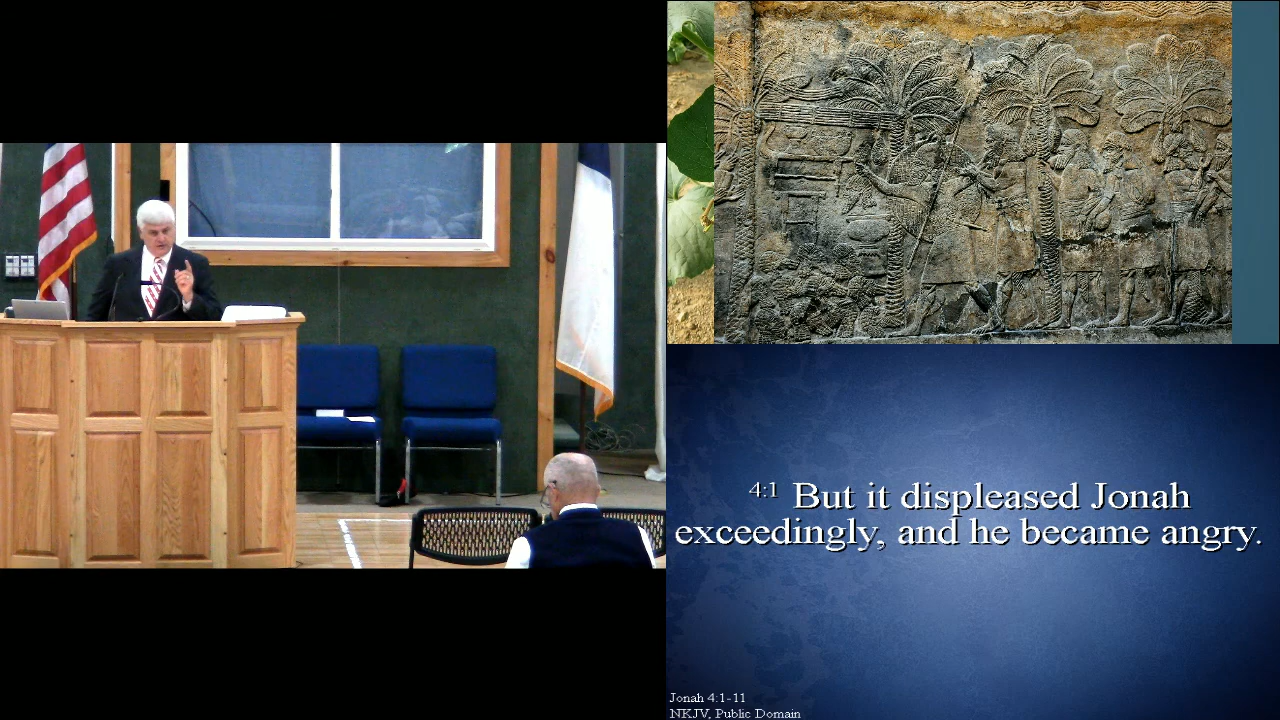 4:1 But it displeased Jonah
exceedingly, and he became angry.
Jonah 4:1-11
NKJV, Public Domain